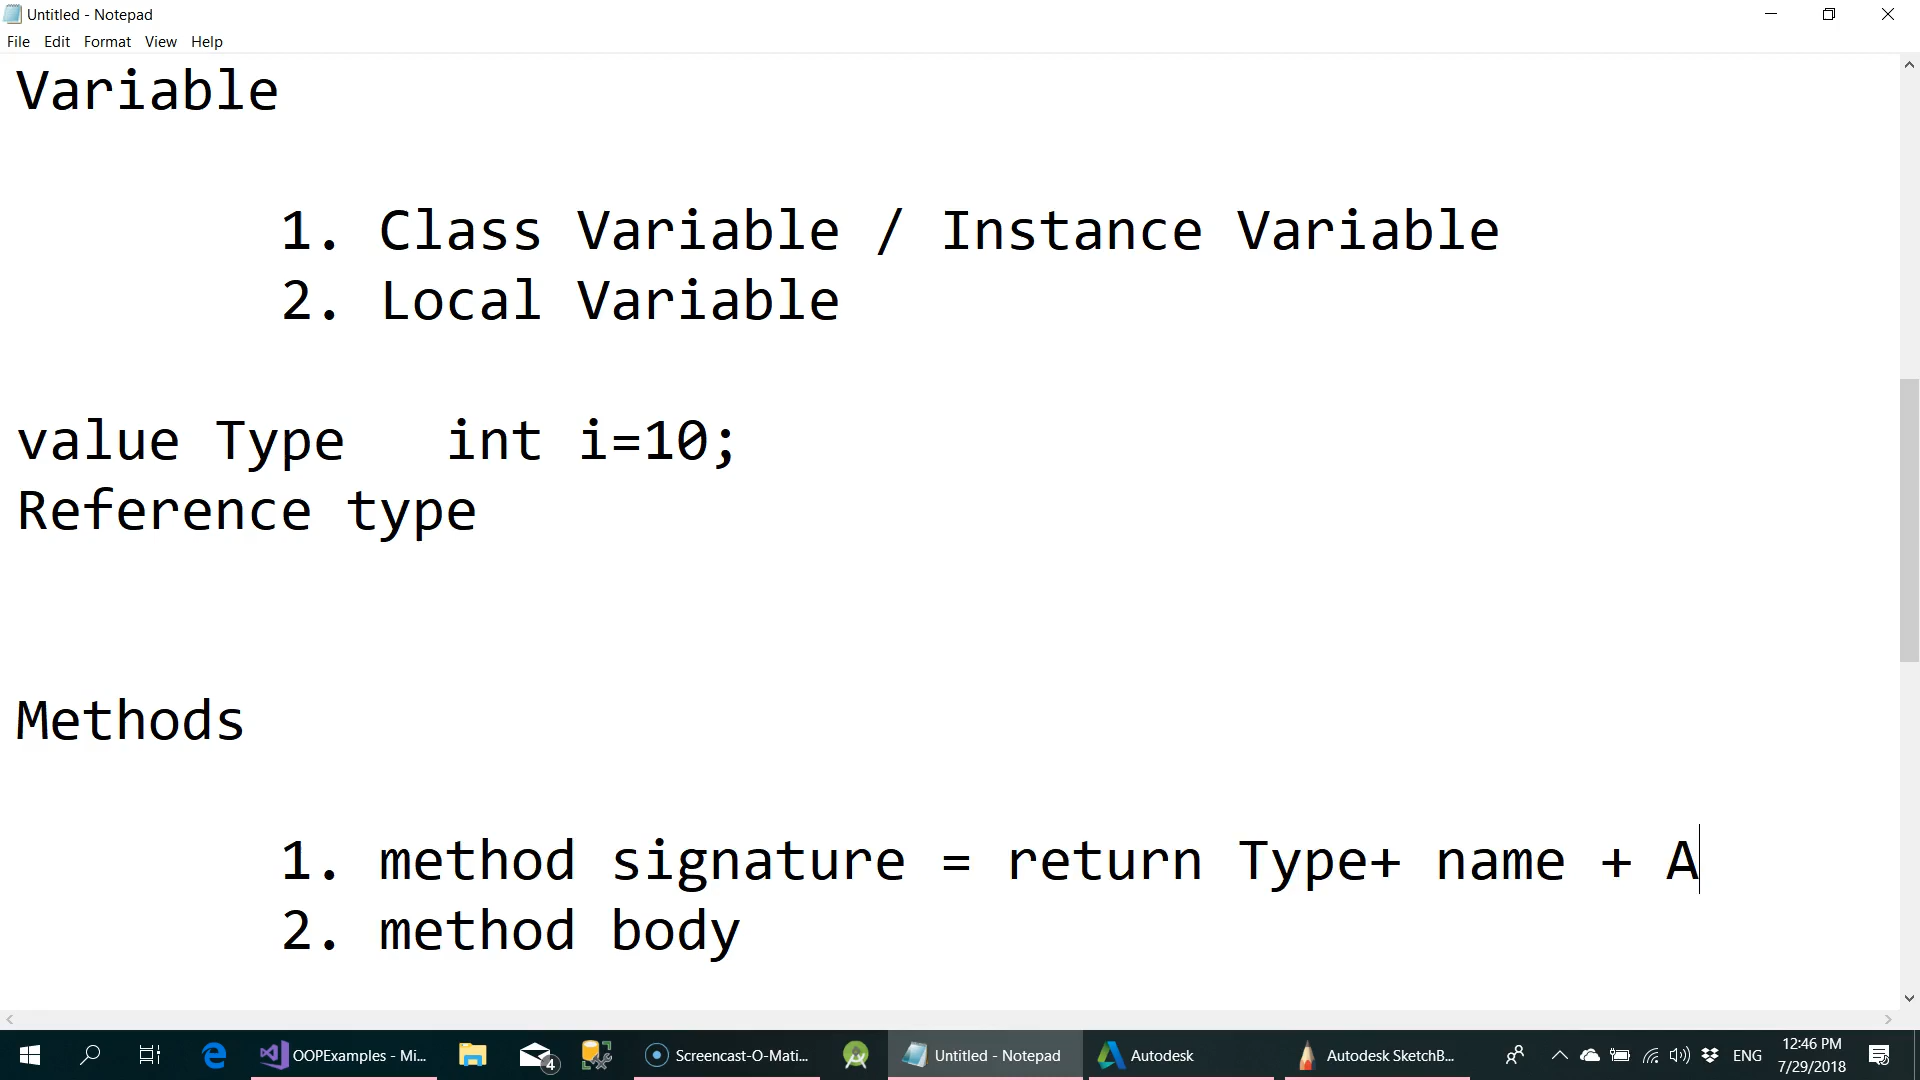 Untitled - Notepad
File Edit Format View Help
Variable
1. Class Variable / Instance Variable
2. Local Variable
value Type int i=10;
Reference type
Methods
1. method signature = return Type+ name + A
2. method body
OOPExamples - Mi...
4
Screencast-O-Mati...
Untitled - Notepad
Autodesk
Autodesk SketchB...
ENG
12:46 PM
7/29/2018